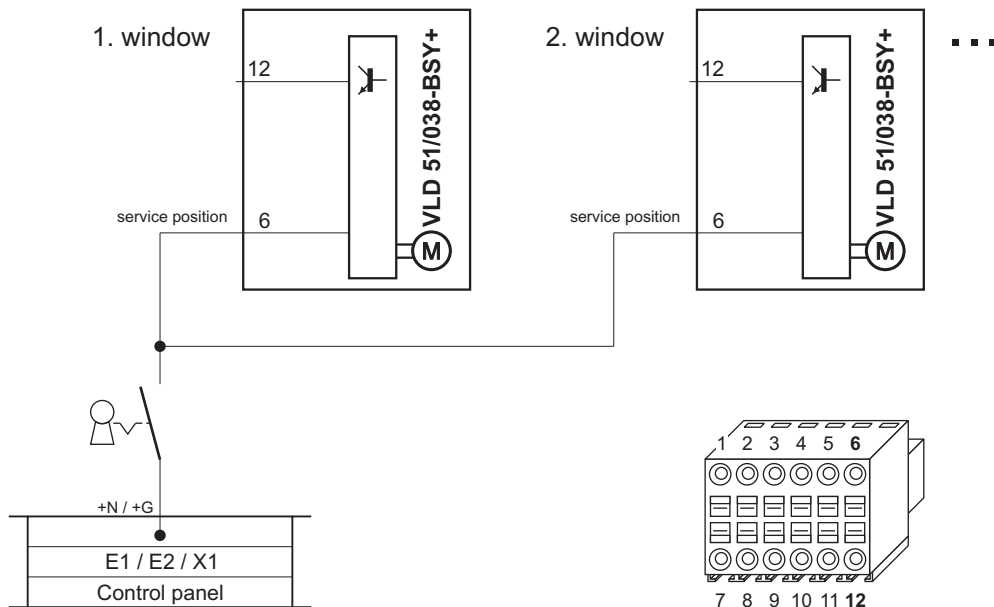 1. window
12
VLD 51/038-BSY+
service position
6
M
2. window
12
VLD 51/038-BSY+
service position
6
M
+N / +G
E1 / E2 / X1
Control panel
1 2 3 4 5 6
7 8 9 10 11 12